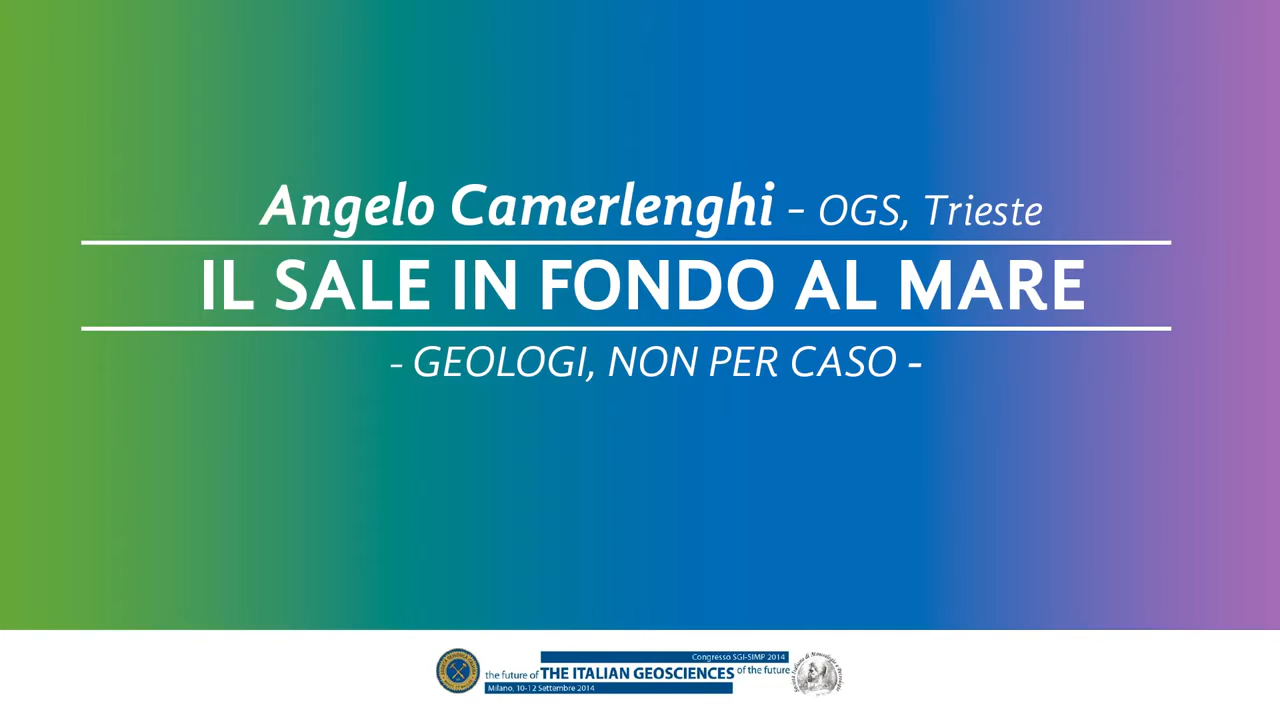 Angelo Camerlenghi – OGS, Trieste
IL SALE IN FONDO AL MARE
- GEOLOGI, NON PER CASO -
Congresso SGI-SIMP 2014
the future of THE ITALIAN GEOSCIENCES of the future
Milano, 10-12 Settembre 2014